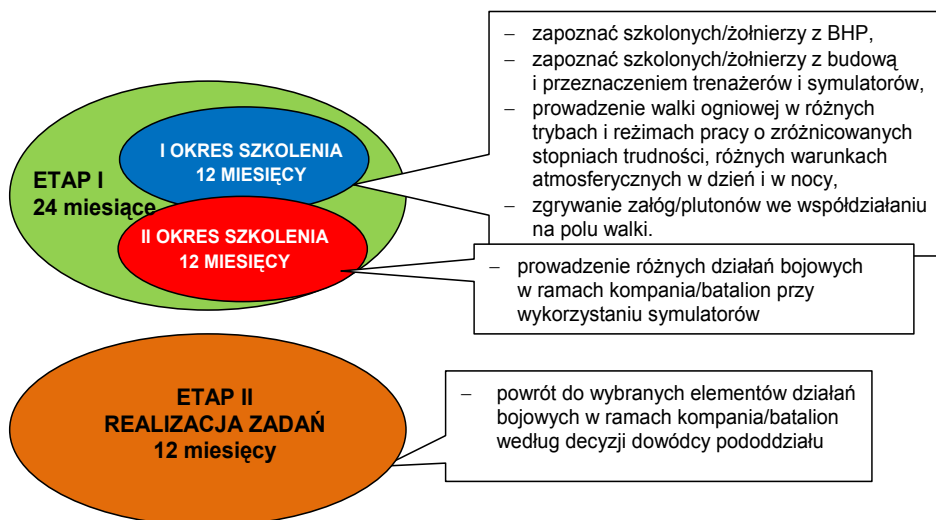 ETAP I
24 miesiące
I OKRES SZKOLENIA
12 MIESIĘCY
II OKRES SZKOLENIA
12 MIESIĘCY
– zapoznać szkolonych/żołnierzy z BHP,
– zapoznać szkolonych/żołnierzy z budową
i przeznaczeniem trenażerów i symulatorów,
– prowadzenie walki ogniowej w różnych
trybach i reżimach pracy o zróżnicowanych
stopniach trudności, różnych warunkach
atmosferycznych w dzień i w nocy,
– zgrywanie załóg/plutonów we współdziałaniu
na polu walki.
– prowadzenie różnych działań bojowych
w ramach kompania/batalion przy
wykorzystaniu symulatorów
ETAP II
REALIZACJA ZADAŃ
12 miesięcy
– powrót do wybranych elementów działań
bojowych w ramach kompania/batalion
według decyzji dowódcy pododdziału